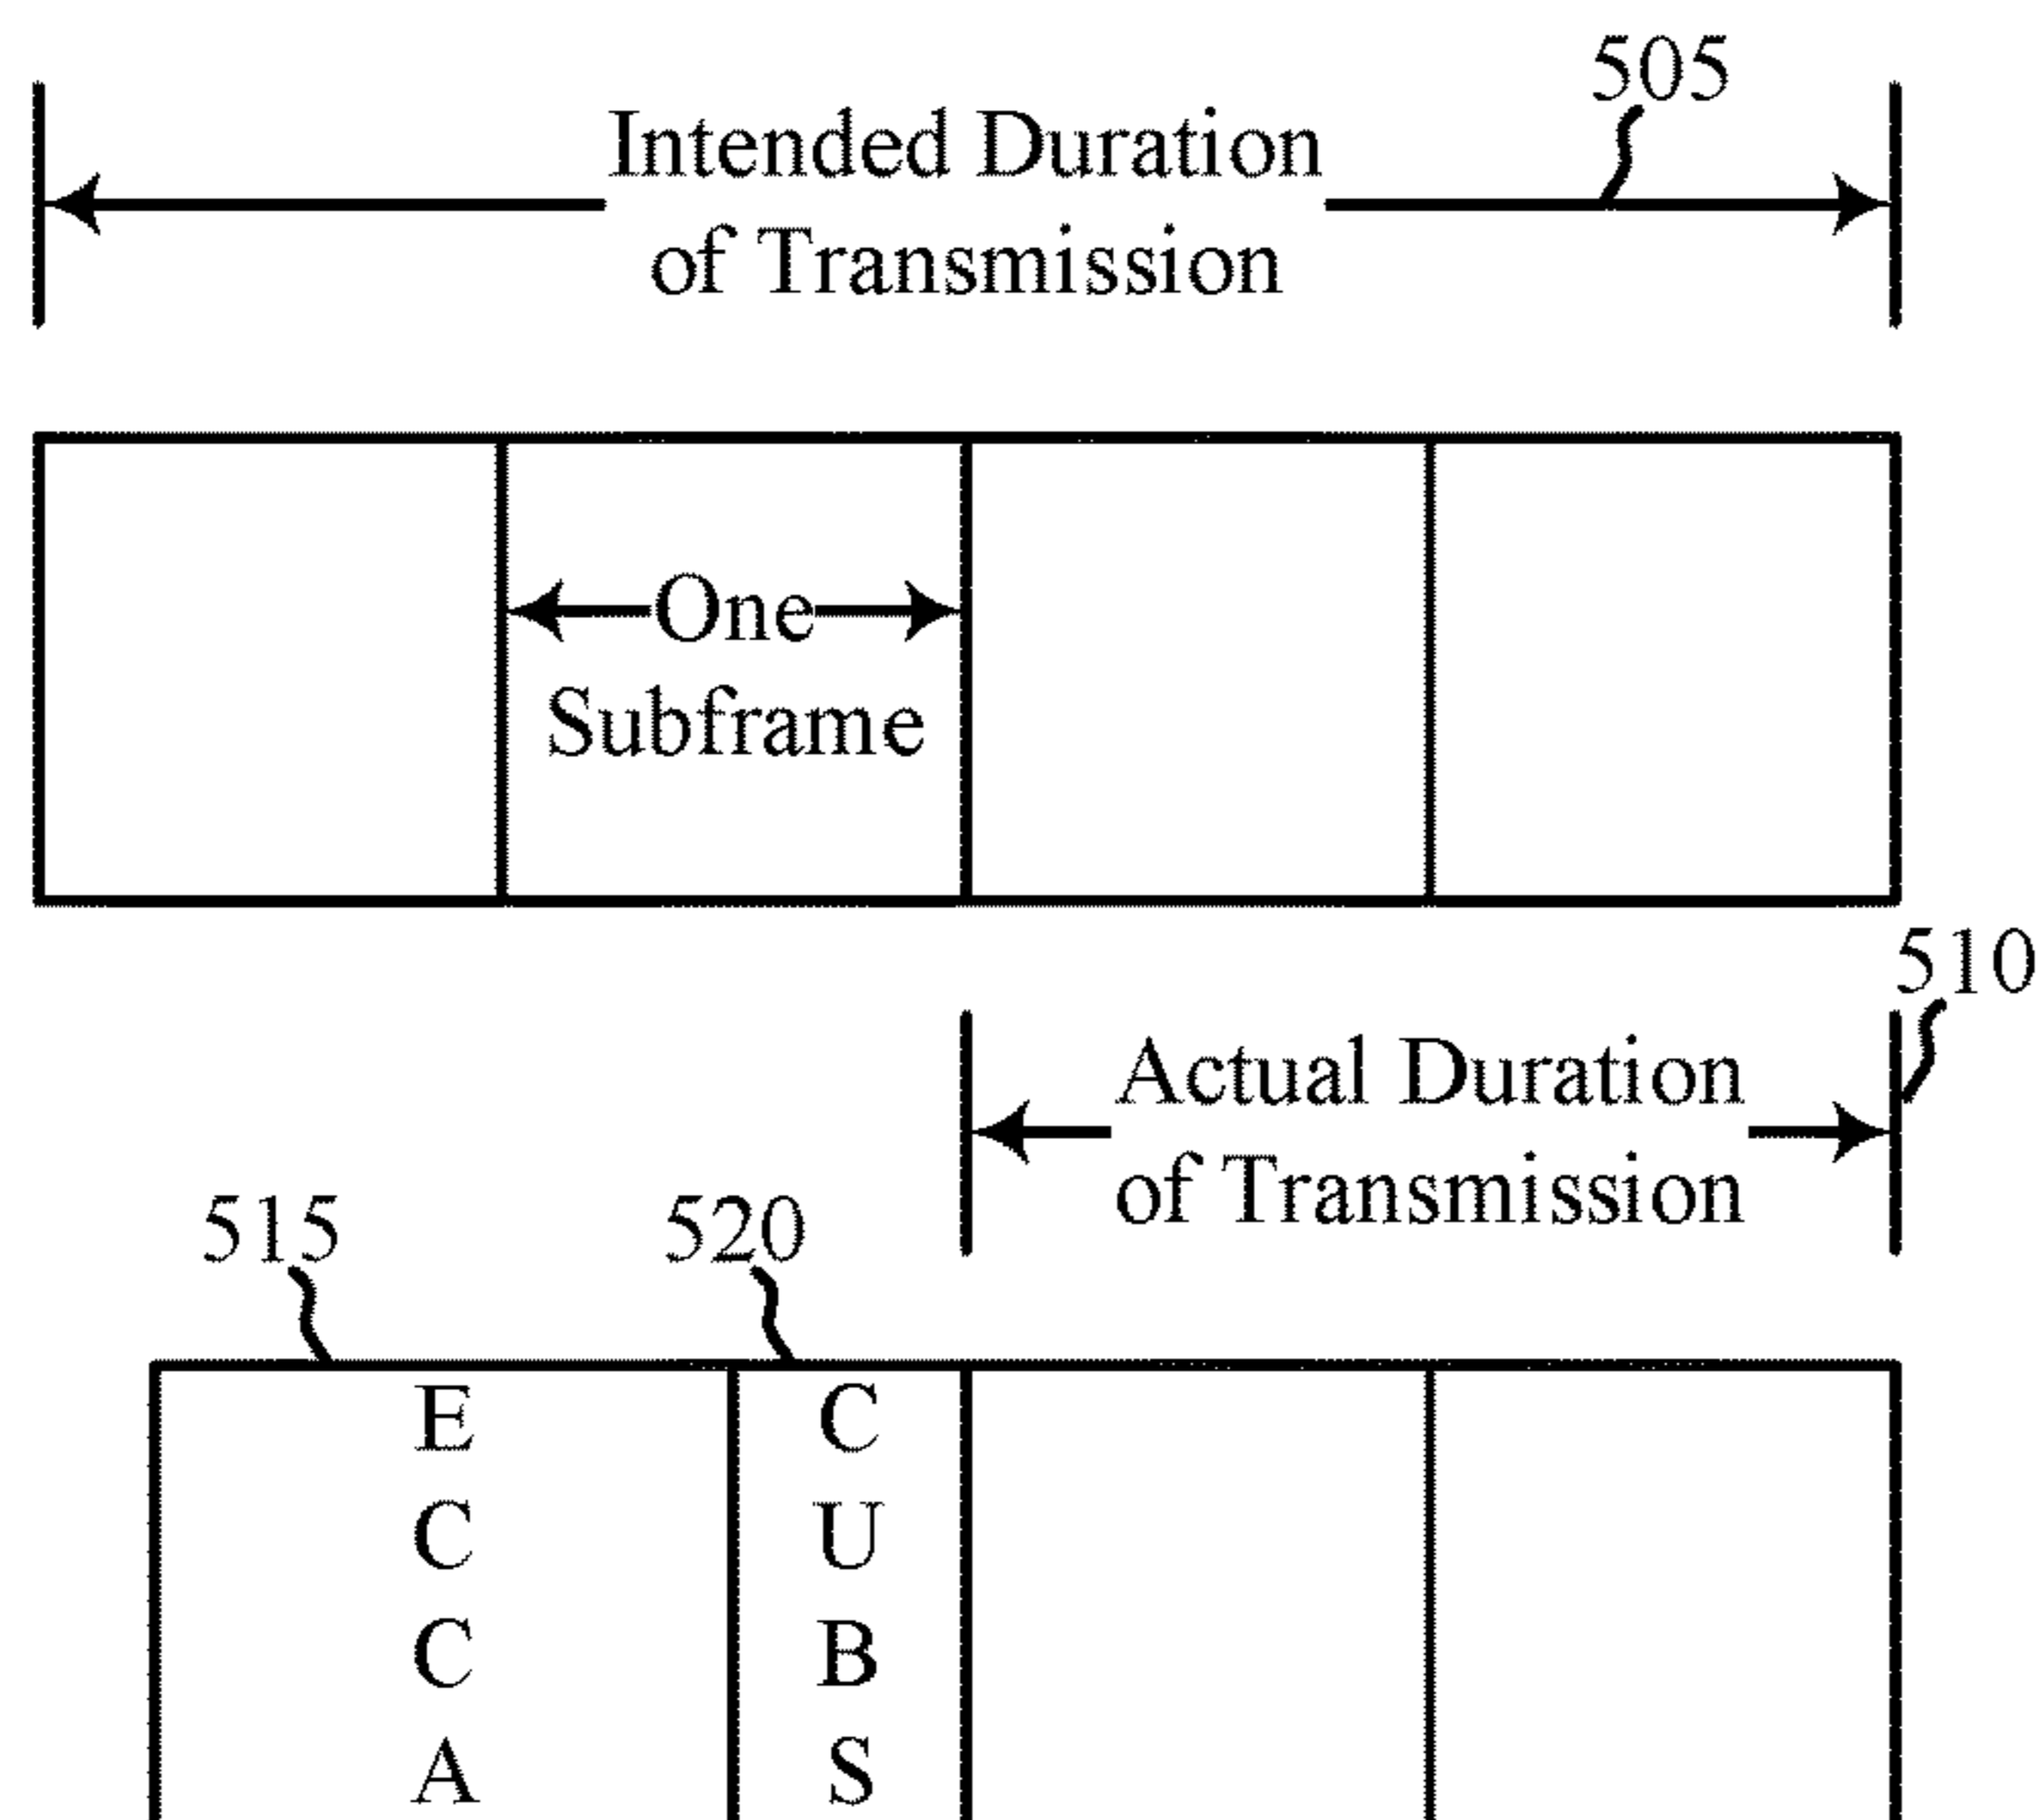 505
Intended Duration
of Transmission
One
Subframe
510
Actual Duration
of Transmission
515
520
E
C
C
A
C
U
B
S